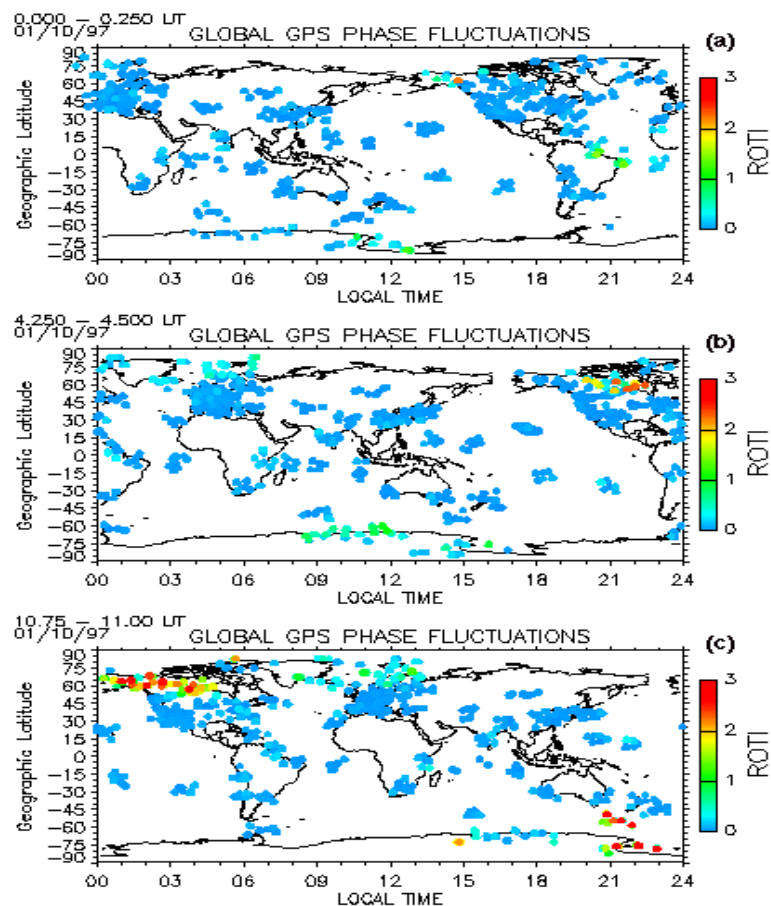 0.000 – 0.250 UT
01/10/97
GLOBAL GPS PHASE FLUCTUATIONS
(a)
Geographic Latitude
90
75
60
45
30
15
0
−15
−30
−45
−60
−75
−90
00 03 06 09 12 15 18 21 24
LOCAL TIME
3
2
1
0
ROTI
4.250 – 4.500 UT
01/10/97
GLOBAL GPS PHASE FLUCTUATIONS
(b)
Geographic Latitude
90
75
60
45
30
15
0
−15
−30
−45
−60
−75
−90
00 03 06 09 12 15 18 21 24
LOCAL TIME
3
2
1
0
ROTI
10.75 – 11.00 UT
01/10/97
GLOBAL GPS PHASE FLUCTUATIONS
(c)
Geographic Latitude
90
75
60
45
30
15
0
−15
−30
−45
−60
−75
−90
00 03 06 09 12 15 18 21 24
LOCAL TIME
3
2
1
0
ROTI